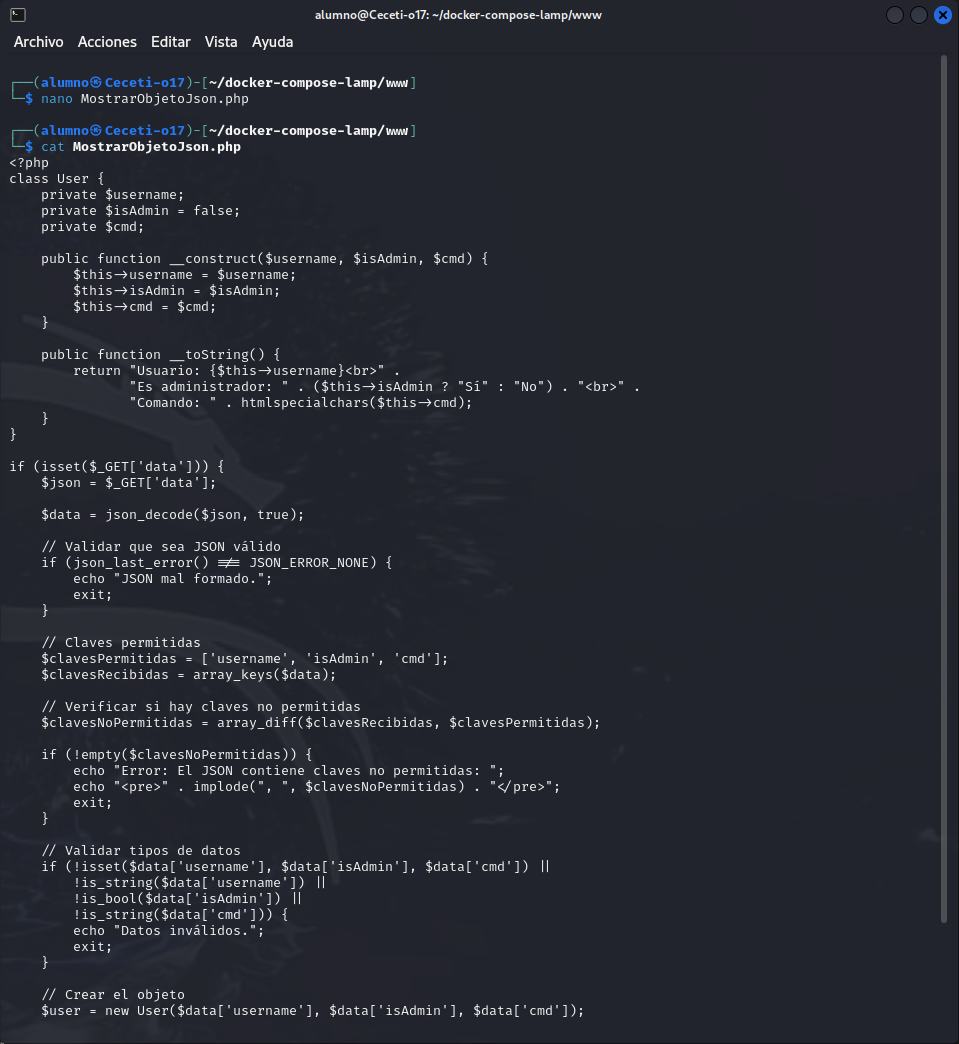 alumno@Ceceti-o17: ~/docker-compose-lamp/www
Archivo Acciones Editar Vista Ayuda
┌──(alumno㉿Ceceti-o17)-[~/docker-compose-lamp/www]
└─$ nano MostrarObjetoJson.php
┌──(alumno㉿Ceceti-o17)-[~/docker-compose-lamp/www]
└─$ cat MostrarObjetoJson.php
<?php
class User {
    private $username;
    private $isAdmin = false;
    private $cmd;

    public function __construct($username, $isAdmin, $cmd) {
        $this->username = $username;
        $this->isAdmin = $isAdmin;
        $this->cmd = $cmd;
    }

    public function __toString() {
        return "Usuario: {$this->username}<br>" .
               "Es administrador: " . ($this->isAdmin ? "Sí" : "No") . "<br>" .
               "Comando: " . htmlspecialchars($this->cmd);
    }
}

if (isset($_GET['data'])) {
    $json = $_GET['data'];

    $data = json_decode($json, true);

    // Validar que sea JSON válido
    if (json_last_error() !== JSON_ERROR_NONE) {
        echo "JSON mal formado.";
        exit;
    }

    // Claves permitidas
    $clavesPermitidas = ['username', 'isAdmin', 'cmd'];
    $clavesRecibidas = array_keys($data);

    // Verificar si hay claves no permitidas
    $clavesNoPermitidas = array_diff($clavesRecibidas, $clavesPermitidas);

    if (!empty($clavesNoPermitidas)) {
        echo "Error: El JSON contiene claves no permitidas: ";
        echo "<pre>" . implode(", ", $clavesNoPermitidas) . "</pre>";
        exit;
    }

    // Validar tipos de datos
    if (!isset($data['username'], $data['isAdmin'], $data['cmd']) ||
        !is_string($data['username']) ||
        !is_bool($data['isAdmin']) ||
        !is_string($data['cmd'])) {
        echo "Datos inválidos.";
        exit;
    }

    // Crear el objeto
    $user = new User($data['username'], $data['isAdmin'], $data['cmd']);